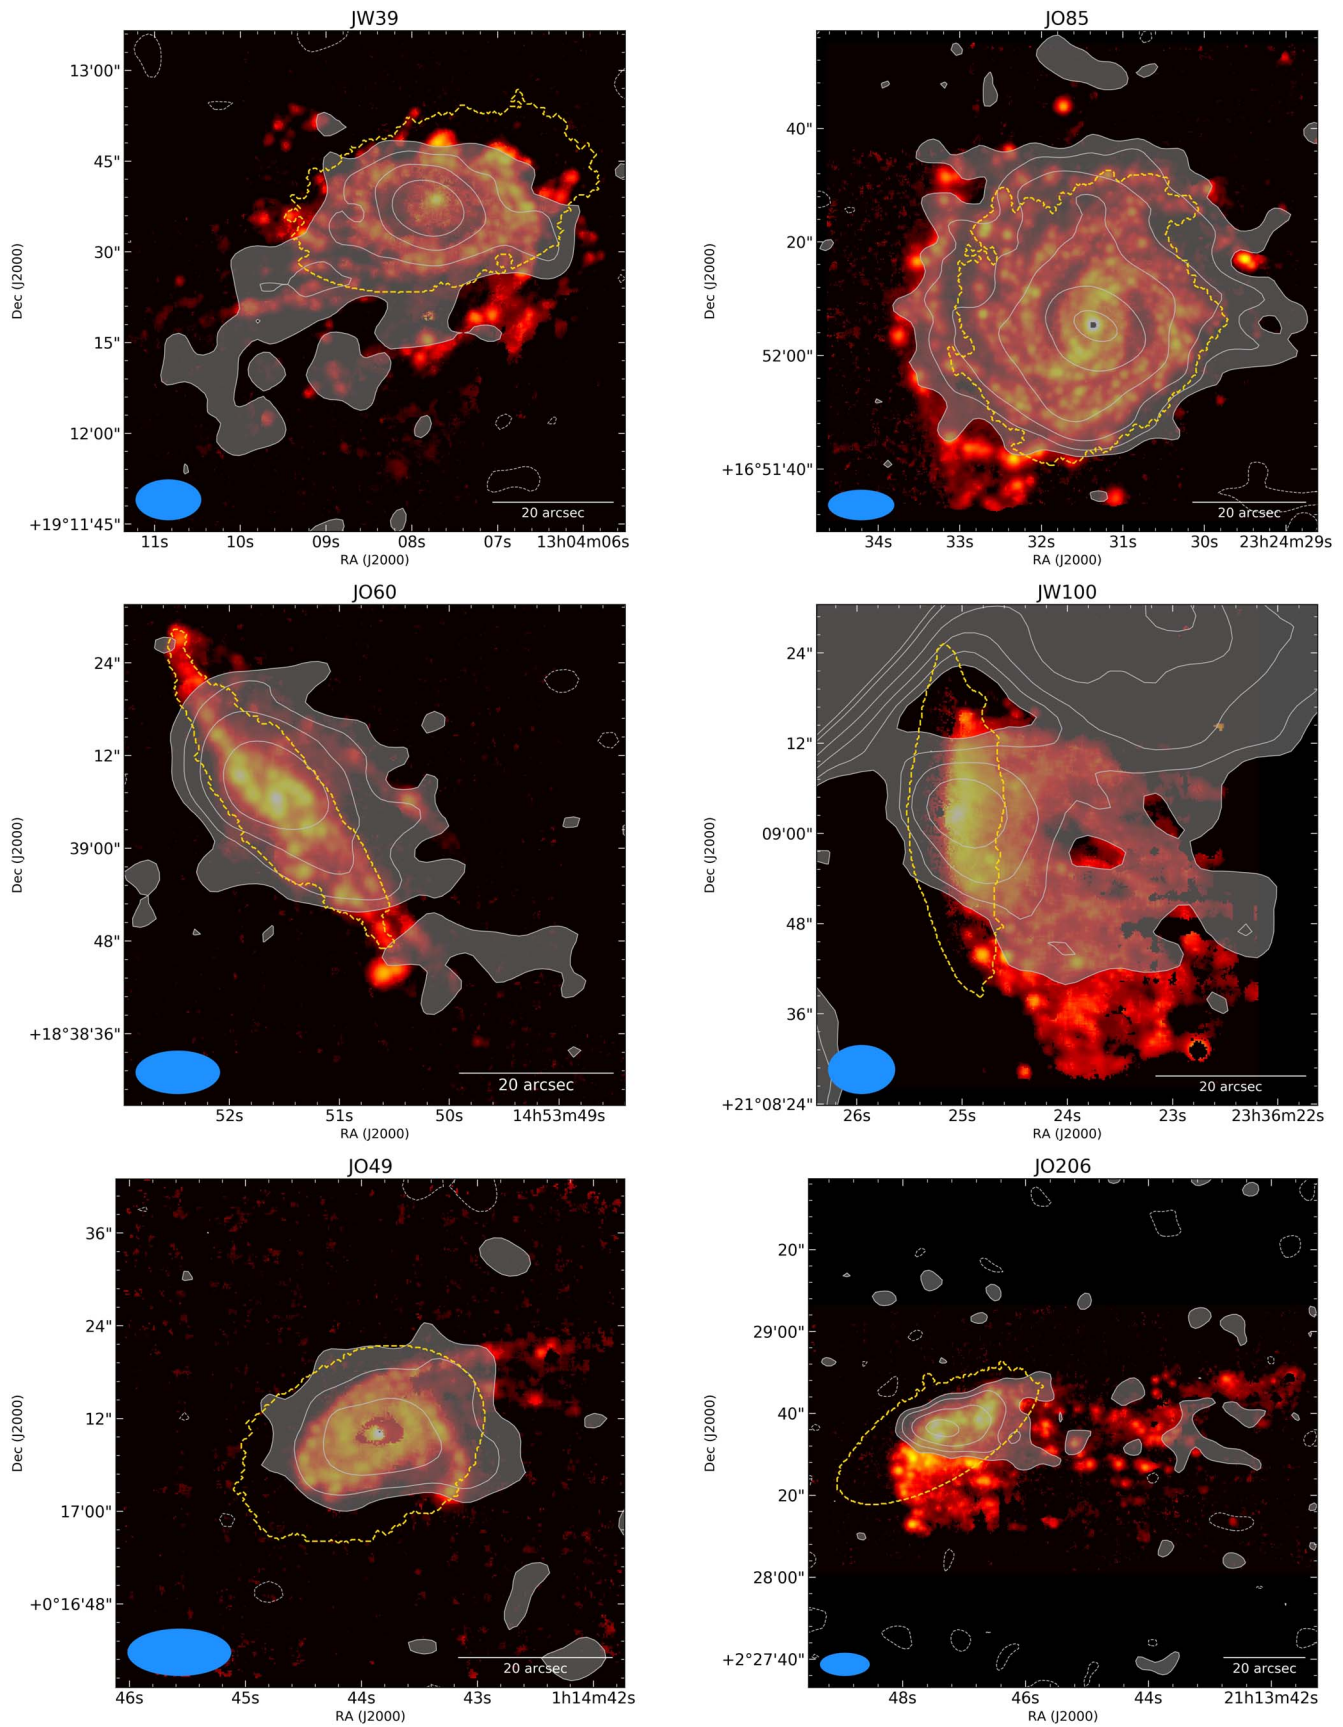 JW39
13'00"
45"
30"
15"
12'00"
+19°11'45"
Dec (J2000)
20 arcsec
11s 10s 09s 08s 07s 13h04m06s
RA (J2000)
JO85
40"
20"
52'00"
+16°51'40"
Dec (J2000)
20 arcsec
34s 33s 32s 31s 30s 23h24m29s
RA (J2000)
JO60
24"
12"
39'00"
48"
+18°38'36"
Dec (J2000)
20 arcsec
52s 51s 50s 14h53m49s
RA (J2000)
JW100
24"
12"
09'00"
48"
36"
+21°08'24"
Dec (J2000)
20 arcsec
26s 25s 24s 23s 23h36m22s
RA (J2000)
JO49
36"
24"
12"
17'00"
+0°16'48"
Dec (J2000)
20 arcsec
46s 45s 44s 43s 1h14m42s
RA (J2000)
JO206
20"
29'00"
40"
20"
28'00"
+2°27'40"
Dec (J2000)
20 arcsec
48s 46s 44s 21h13m42s
RA (J2000)